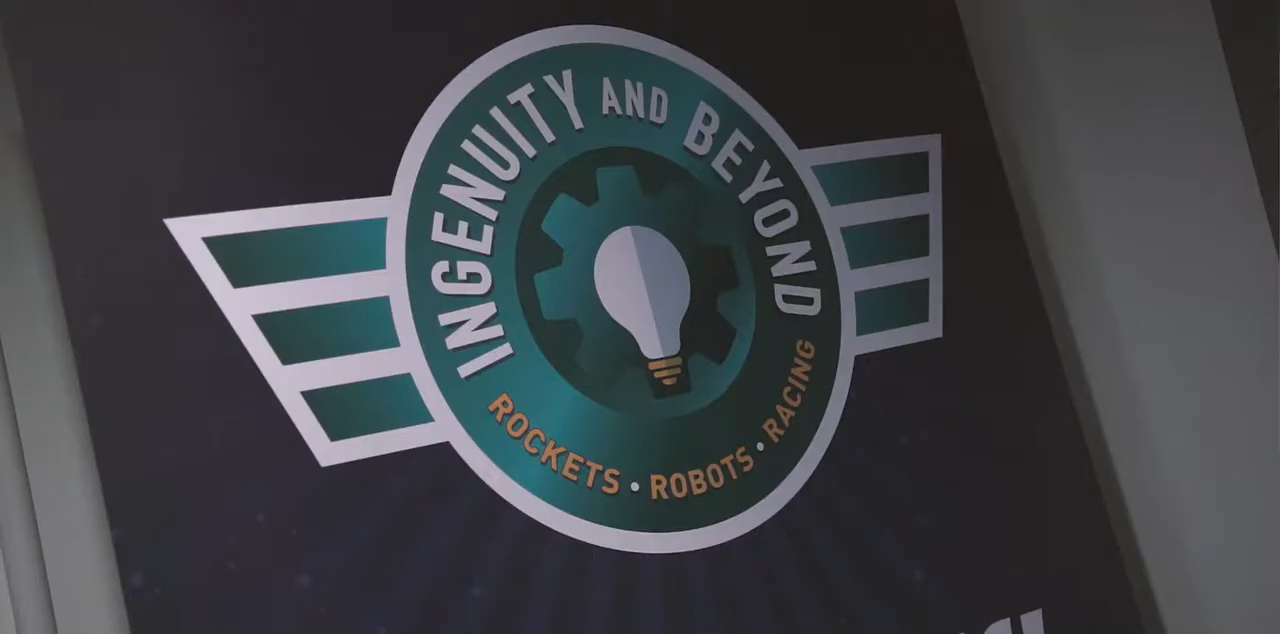 INGENUITY AND BEYOND
ROCKETS • ROBOTS • RACING